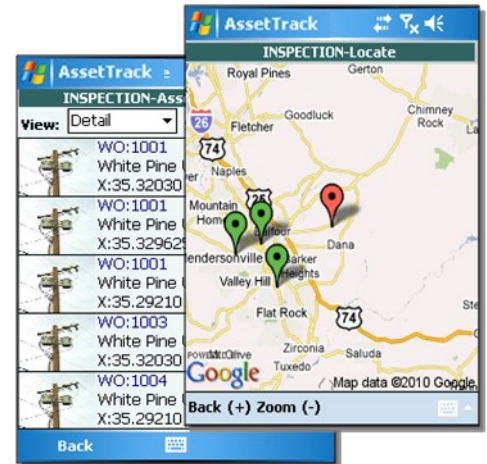 AssetTrack
INSPECTION-Ass
View: Detail
WO:1001
White Pine
X:35.32030
WO:1001
White Pine
X:35.32962
WO:1001
White Pine
X:35.29210
WO:1003
White Pine
X:35.32030
WO:1004
White Pine
X:35.29210
Back
AssetTrack
INSPECTION-Locate
Royal Pines
Gerton
26
Fletcher
Goodluck
Chimney
Rock
74
Naples
Mountain
Home
25
Balfour
Dana
Hendersonville
Barker
Heights
Valley Hill
Flat Rock
74
Zirconia
Saluda
Tuxedo
Google
Map data ©2010 Google
Back (+) Zoom (-)